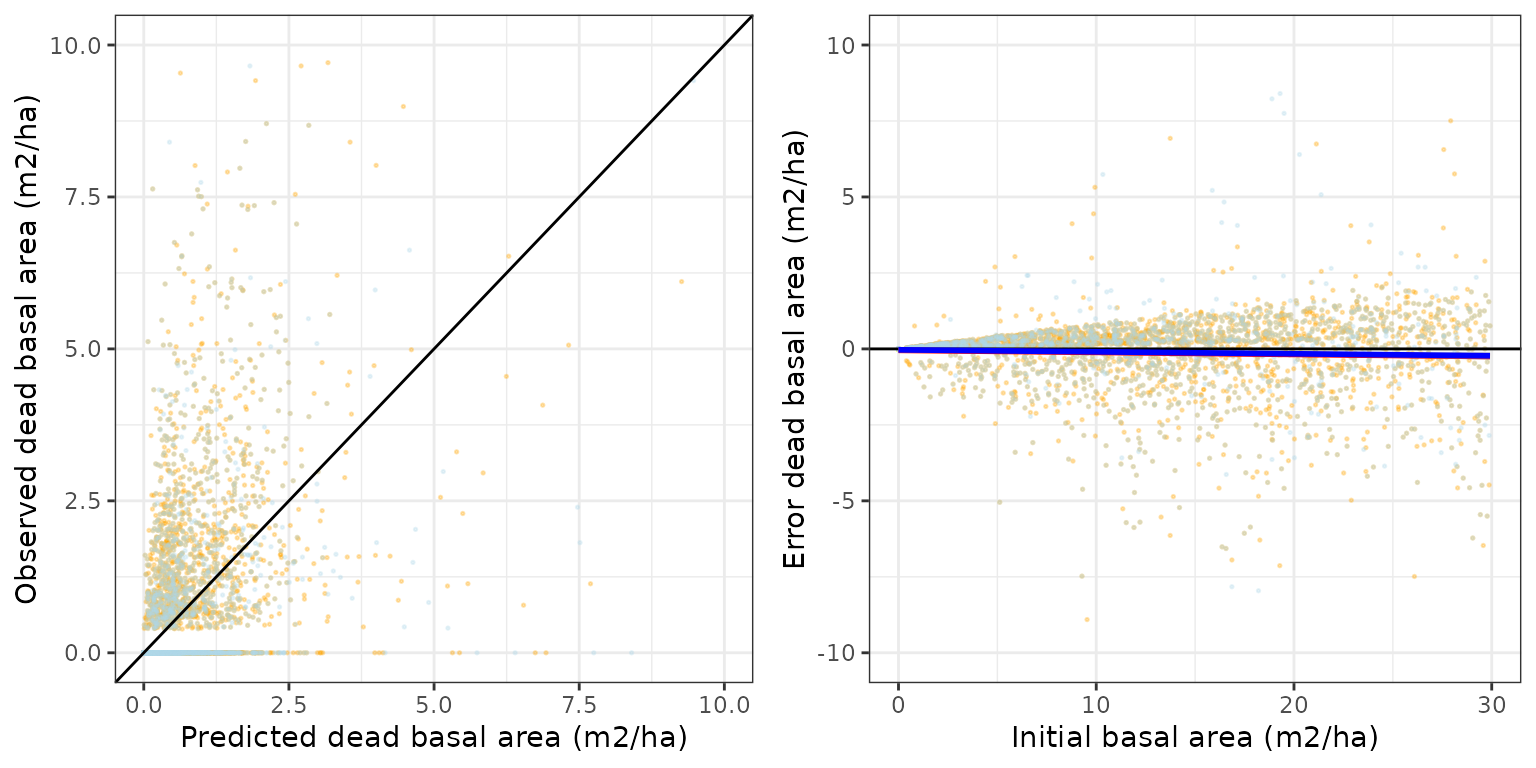 10.0
7.5
5.0
2.5
0.0
Observed dead basal area (m2/ha)
0.0 2.5 5.0 7.5 10.0
Predicted dead basal area (m2/ha)
10
5
0
-5
-10
Error dead basal area (m2/ha)
0 10 20 30
Initial basal area (m2/ha)